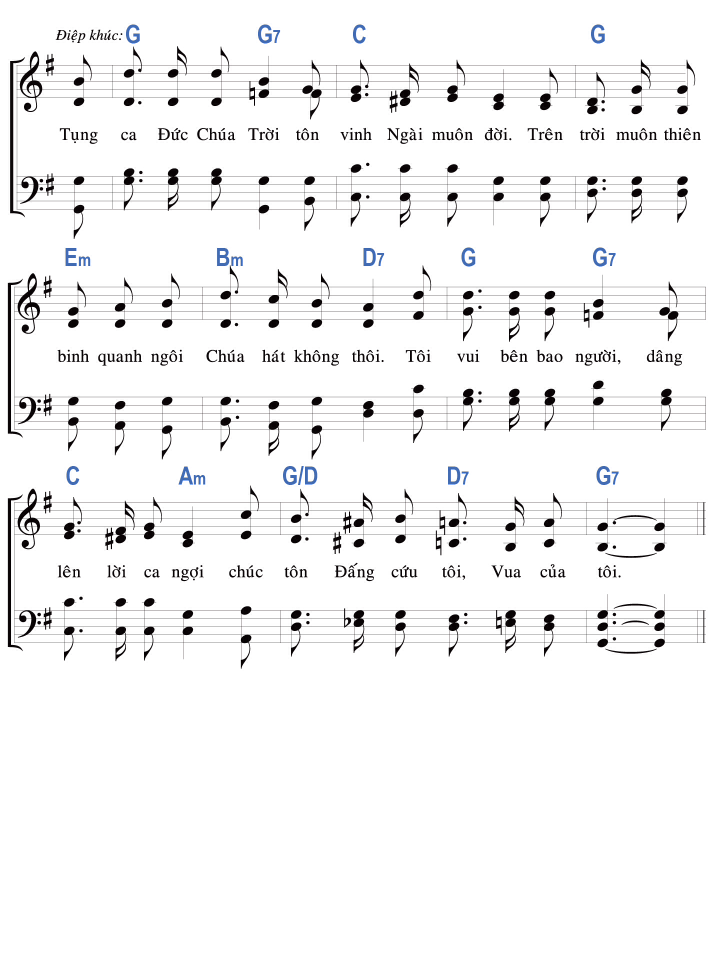 Điệp khúc: G G7 C G
Tụng ca Đức Chúa Trời tôn vinh Ngài muôn đời. Trên trời muôn thiên
Em Bm D7 G G7
binh quanh ngôi Chúa hát không thôi. Tôi vui bên bao người, dâng
C Am G/D D7 G7
lên lời ca ngợi chúc tôn Đấng cứu tôi, Vua của tôi.